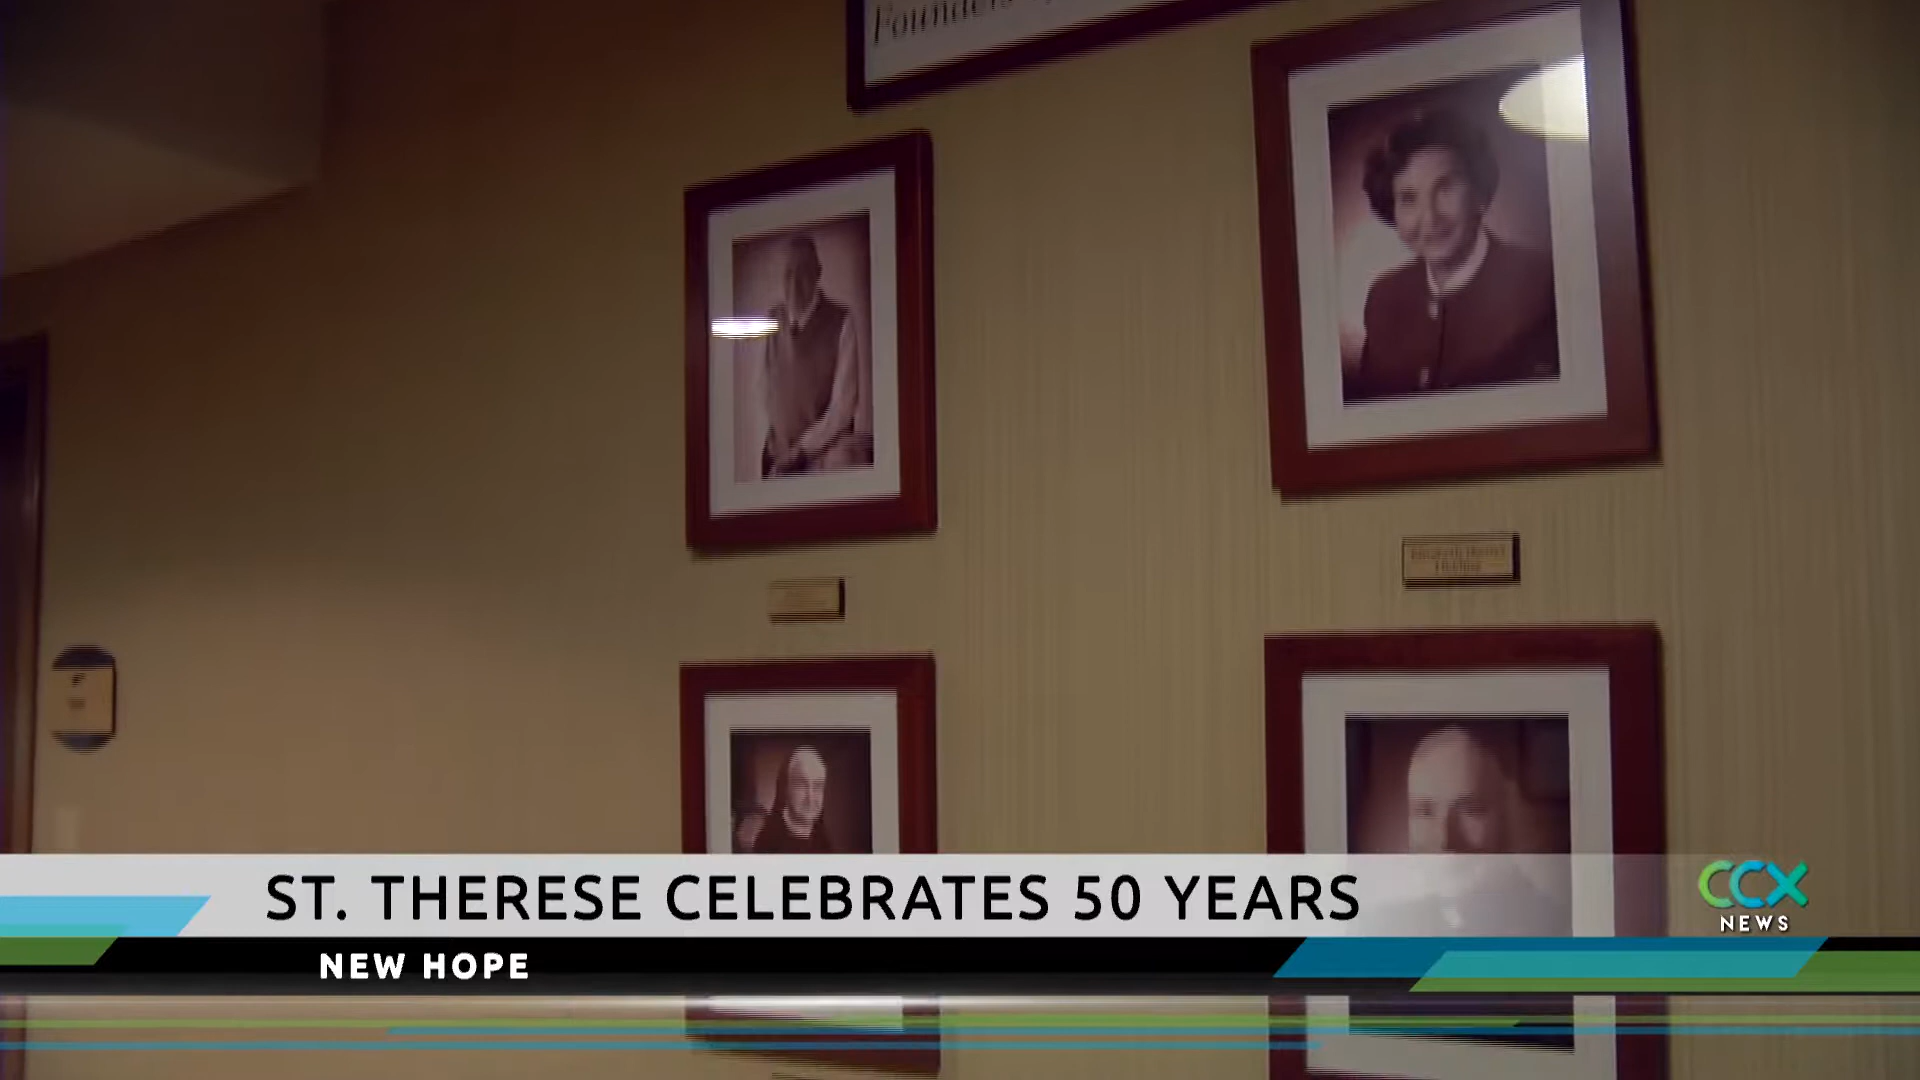 Founders
ST. THERESE CELEBRATES 50 YEARS
CCX
NEWS
NEW HOPE